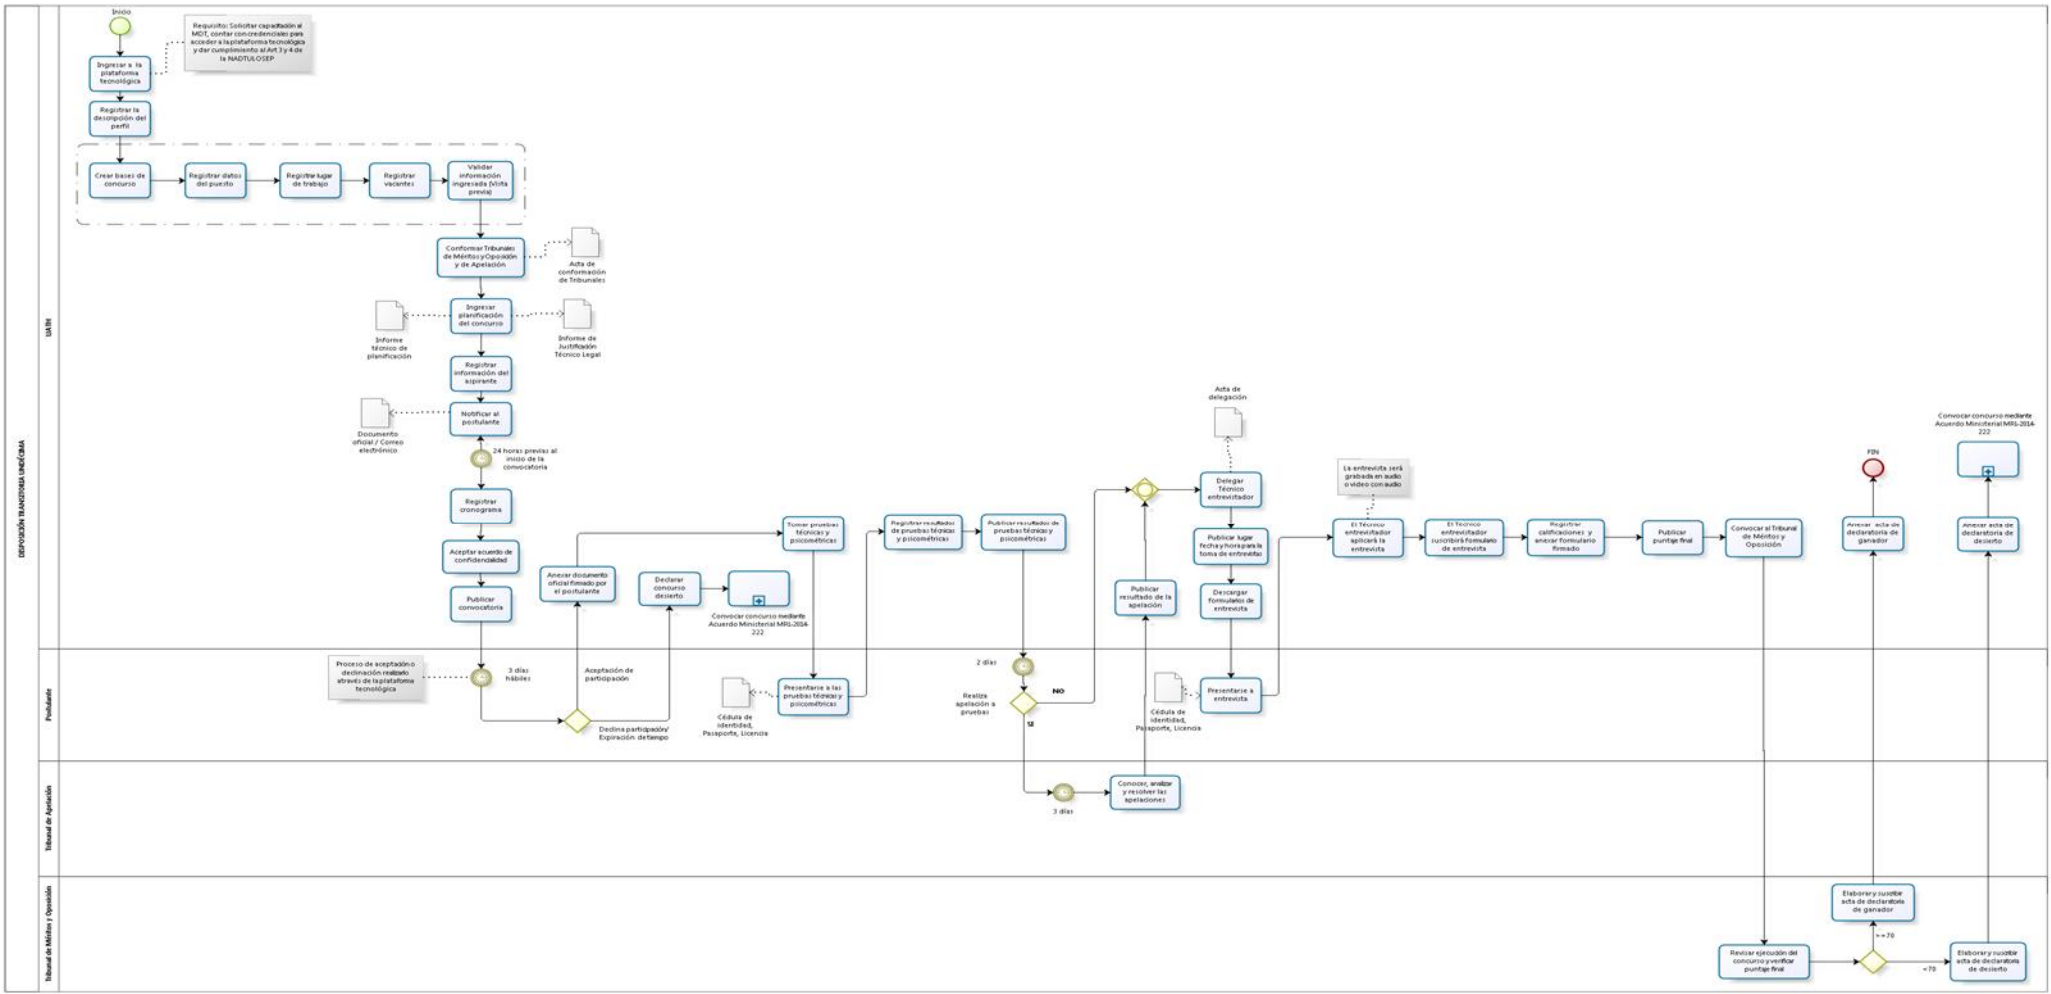 DISPOSICIÓN TRANSITORIA UNDÉCIMA
UATH
Inicio
Requisito: Solicitar capacitación al
MDT, contar con credenciales para
acceder a la plataforma tecnológica
y dar cumplimiento al Art 3 y 4 de
la NADTULOSEP
Ingresar a la
plataforma
tecnológica
Registrar la
descripción del
perfil
Crear bases de
concurso
Registrar datos
del puesto
Registrar lugar
de trabajo
Registrar
vacantes
Validar
información
ingresada (Vista
previa)
Conformar Tribunales
de Méritos y Oposición
y de Apelación
Acta de
conformación
de Tribunales
Ingresar
planificación
del concurso
Informe
técnico de
planificación
Informe de
Justificación
Técnico Legal
Registrar
información del
aspirante
Notificar al
postulante
Documento
oficial / Correo
electrónico
24 horas previas al
inicio de la
convocatoria
Registrar
cronograma
Aceptar acuerdo de
confidencialidad
Publicar
convocatoria
Anexar documento
oficial firmado por
el postulante
Declarar
concurso
desierto
Convocar concurso mediante
Acuerdo Ministerial MRL-2014-
222
Tomar pruebas
técnicas y
psicométricas
Registrar resultados
de pruebas técnicas
y psicométricas
Publicar resultados de
pruebas técnicas y
psicométricas
Publicar
resultado de la
apelación
Acta de
delegación
Delegar
Técnico
entrevistador
Publicar lugar
fecha y hora para la
toma de entrevistas
Descargar
formularios de
entrevista
La entrevista será
grabada en audio
o video con audio
El Técnico
entrevistador
aplicará la
entrevista
El Técnico
entrevistador
suscribirá formulario
de entrevista
Registrar
calificaciones y
anexar formulario
firmado
Publicar
puntaje final
Convocar al Tribunal
de Méritos y
Oposición
FIN
Anexar acta de
declaratoria de
ganador
Convocar concurso mediante
Acuerdo Ministerial MRL-2014-
222
Anexar acta de
declaratoria de
desierto
Postulante
Proceso de aceptación o
declinación realizado
através de la plataforma
tecnológica
3 días
hábiles
Aceptación de
participación
Declina participación/
Expiración de tiempo
Cédula de
identidad,
Pasaporte, Licencia
Presentarse a las
pruebas técnicas y
psicométricas
2 días
Realiza
apelación a
pruebas
NO
SI
Cédula de
identidad,
Pasaporte, Licencia
Presentarse a
entrevista
Tribunal de Apelación
3 días
Conocer, analizar
y resolver las
apelaciones
Tribunal de Méritos y Oposición
Elaborar y suscribir
acta de declaratoria
de ganador
>=70
Revisar ejecución del
concurso y verificar
puntaje final
<70
Elaborar y suscribir
acta de declaratoria
de desierto